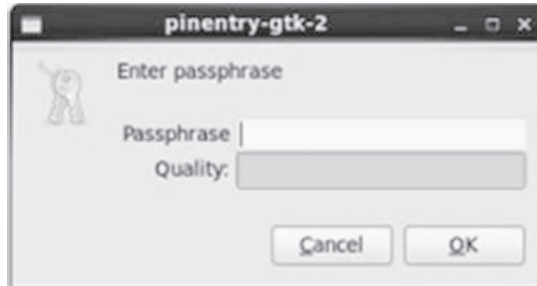 pinentry-gtk-2
Enter passphrase
Passphrase
Quality:
Cancel
OK